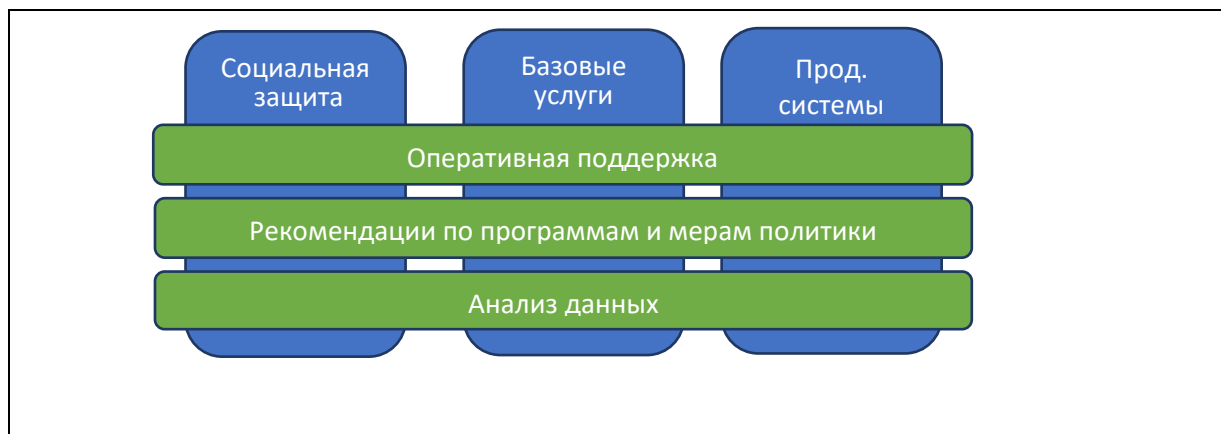 Социальная
защита
Базовые
услуги
Прод.
системы
Оперативная поддержка
Рекомендации по программам и мерам политики
Анализ данных